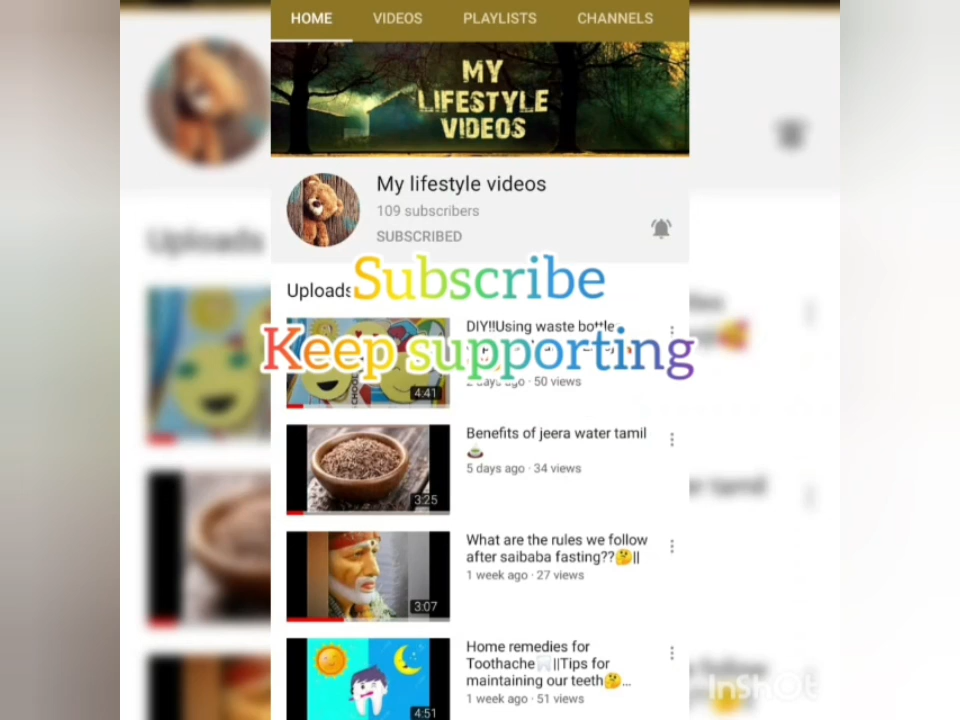 HOME VIDEOS PLAYLISTS CHANNELS
MY
LIFESTYLE
VIDEOS
My lifestyle videos
109 subscribers
SUBSCRIBED
Uploads
Subscribe
DIY!!Using waste bottle
Keep supporting
2 days ago · 50 views
4:41
Benefits of jeera water tamil
5 days ago · 34 views
3:25
What are the rules we follow
after saibaba fasting??🤔||
1 week ago · 27 views
3:07
Home remedies for
Toothache🦷||Tips for
maintaining our teeth🤔...
1 week ago · 51 views
4:51
InShOt